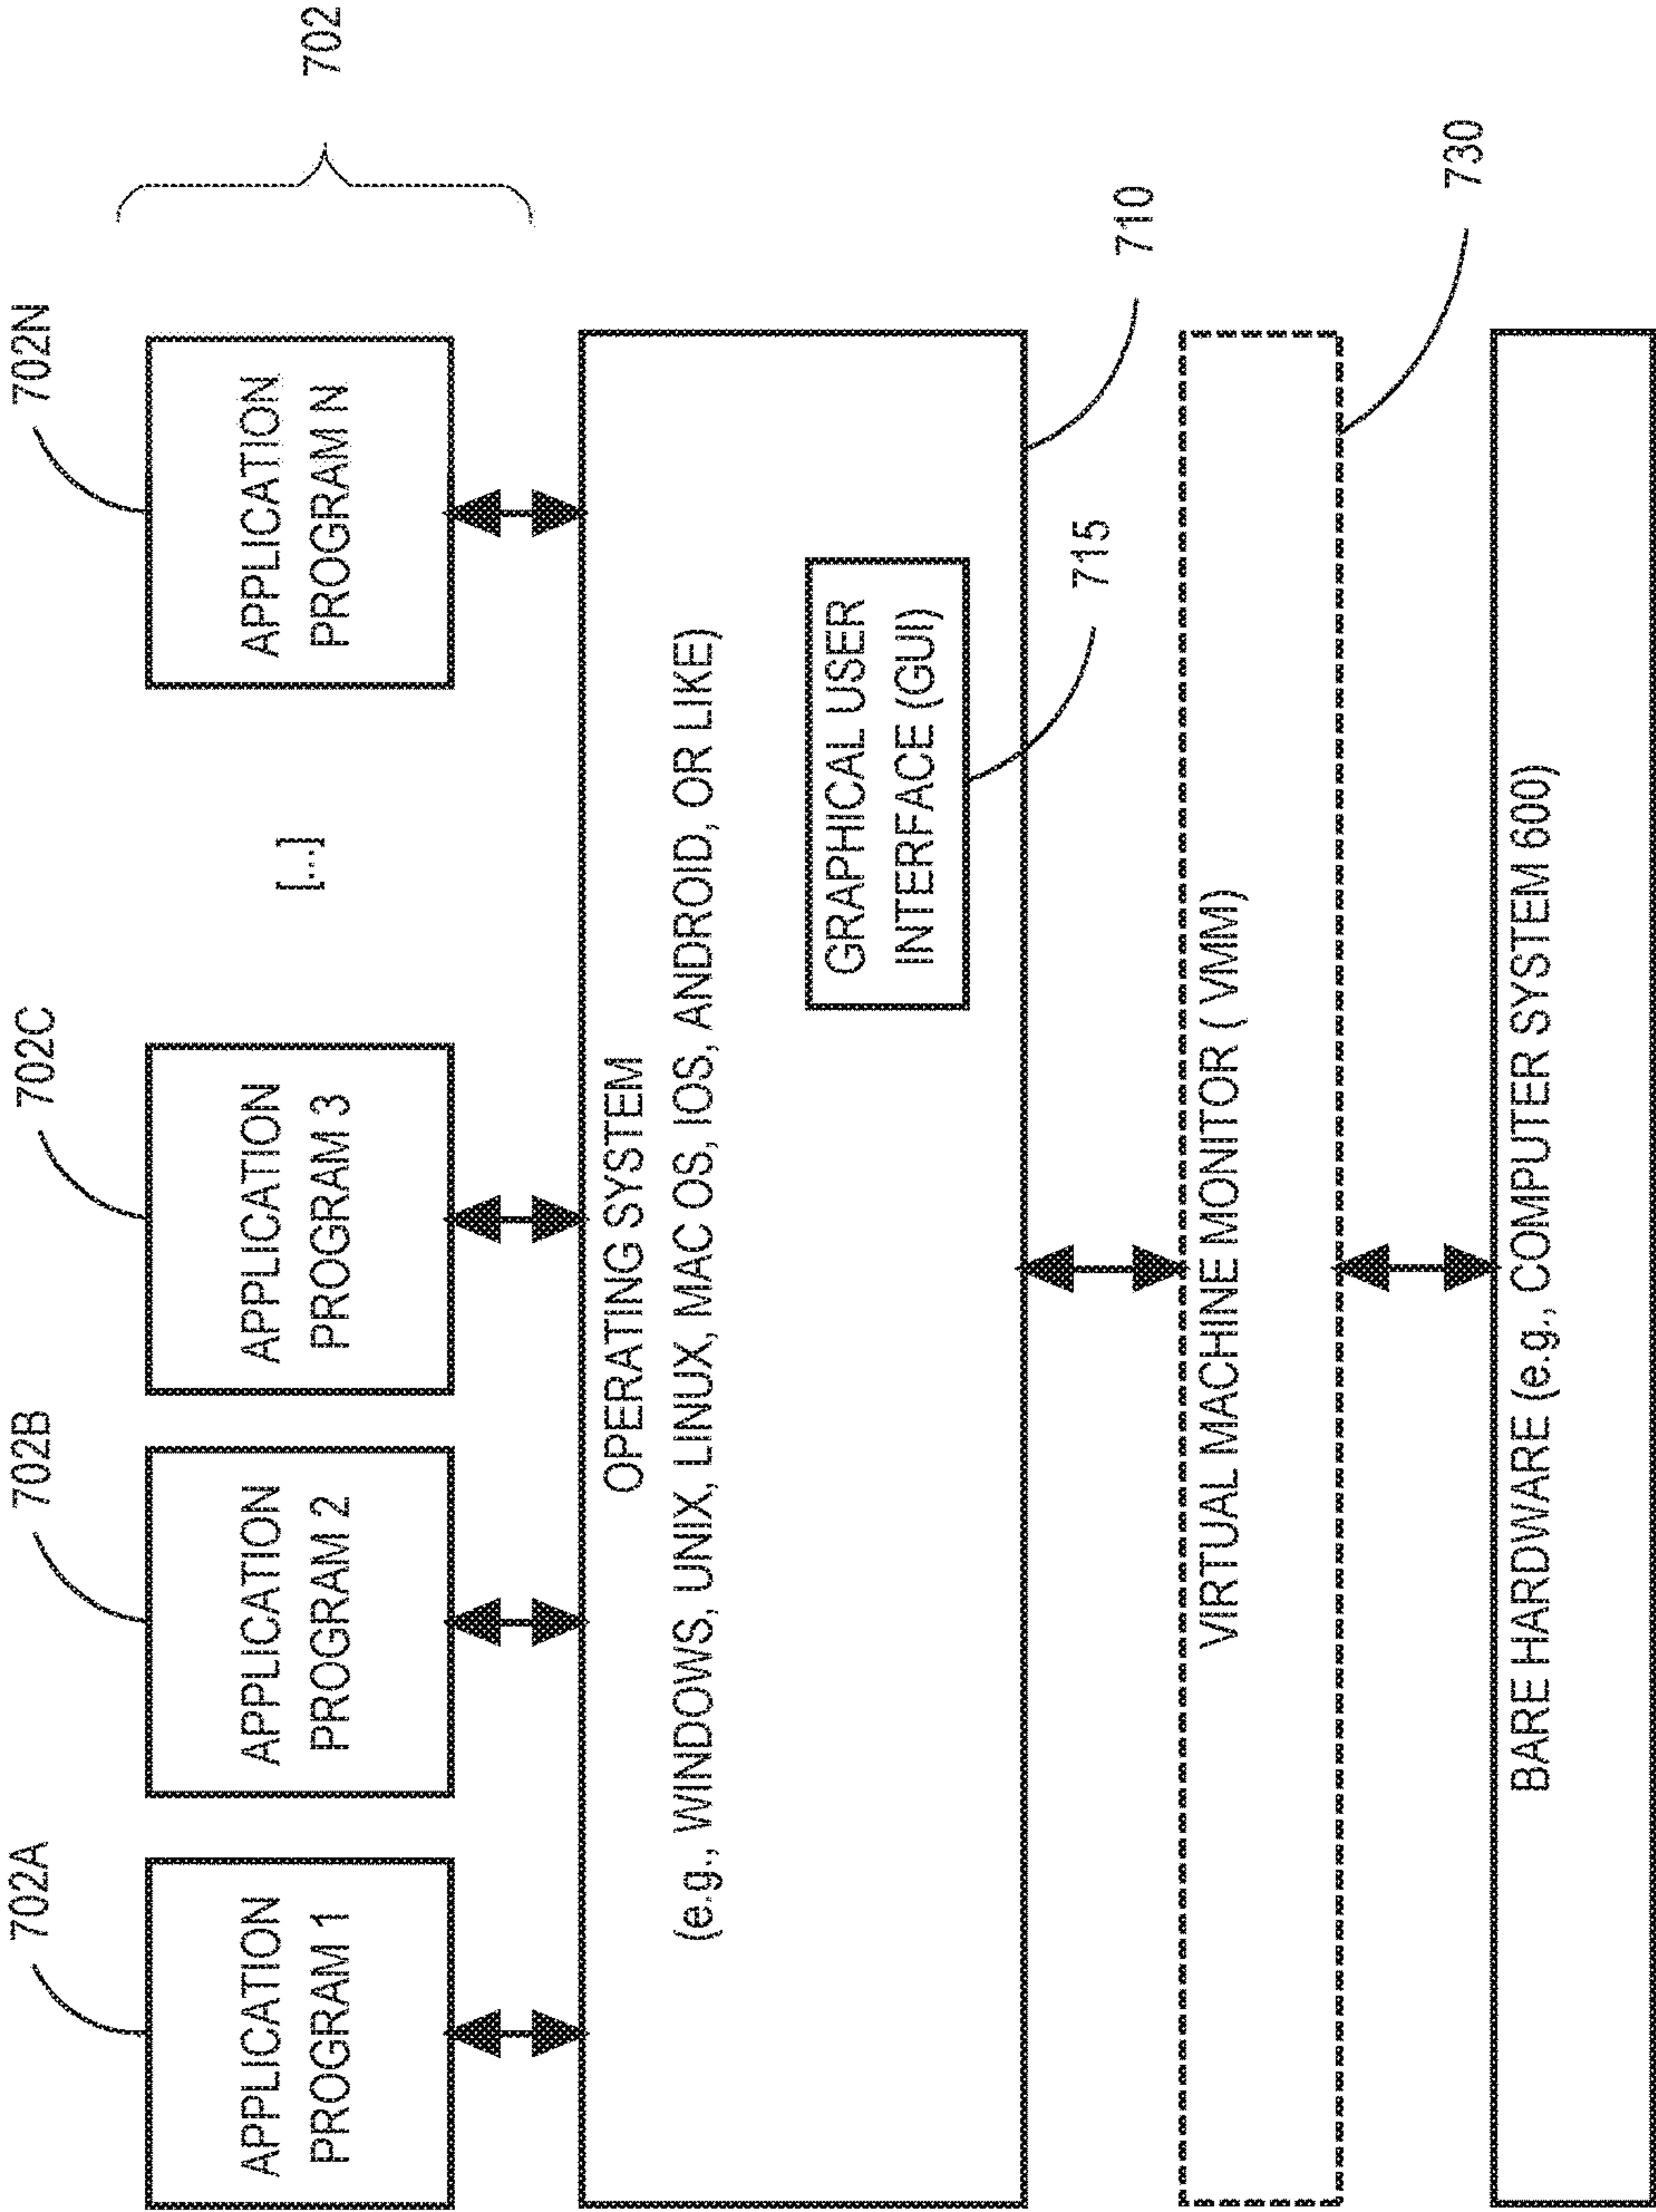 702A
702B
702C
702N
702
APPLICATION
PROGRAM 1
APPLICATION
PROGRAM 2
APPLICATION
PROGRAM 3
[...]
APPLICATION
PROGRAM N
OPERATING SYSTEM
(e.g., WINDOWS, UNIX, LINUX, MAC OS, IOS, ANDROID, OR LIKE)
GRAPHICAL USER
INTERFACE (GUI)
715
710
VIRTUAL MACHINE MONITOR ( VMM)
730
BARE HARDWARE (e.g., COMPUTER SYSTEM 600)